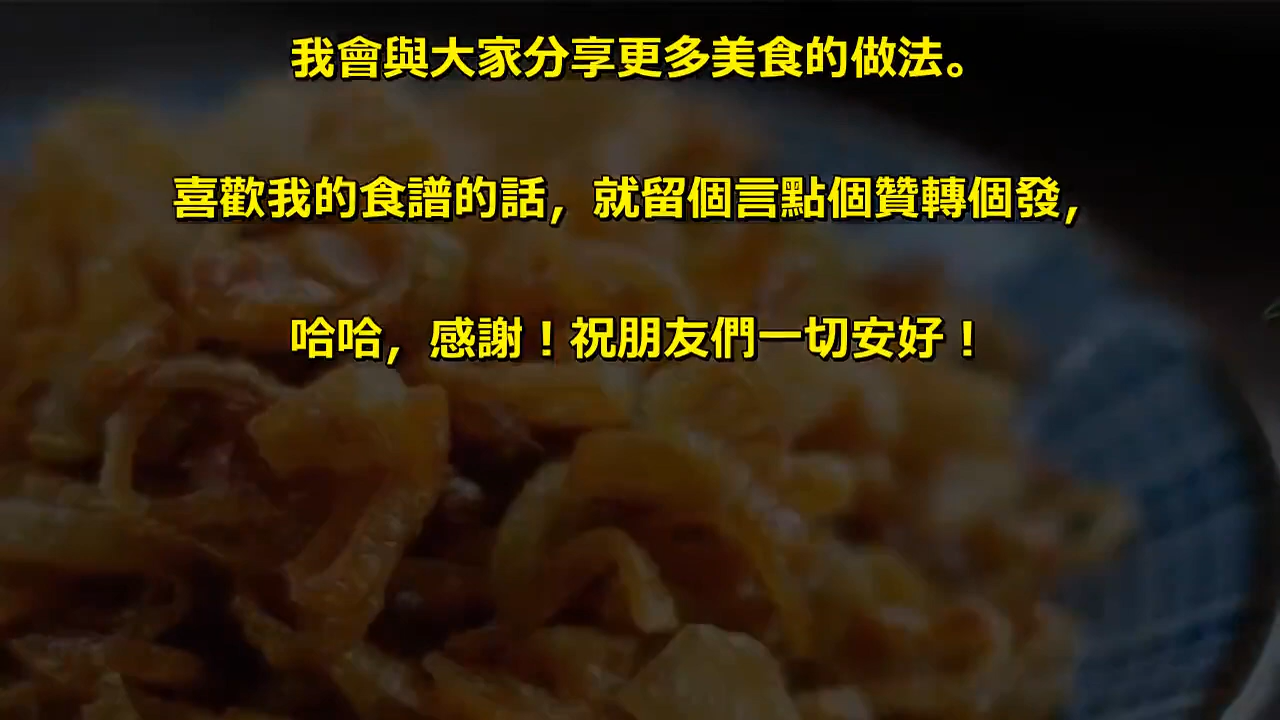 我會與大家分享更多美食的做法。
喜歡我的食譜的話，就留個言點個贊轉個發，
哈哈，感謝！祝朋友們一切安好！